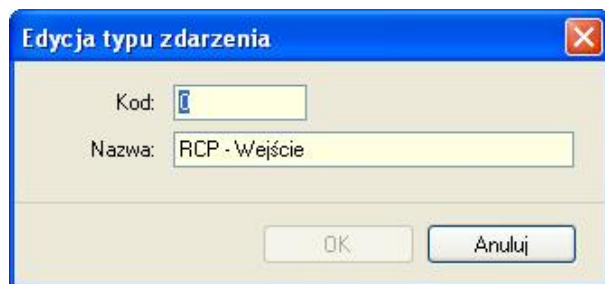 Edycja typu zdarzenia
Kod: 0
Nazwa: RCP - Wejście
OK Anuluj